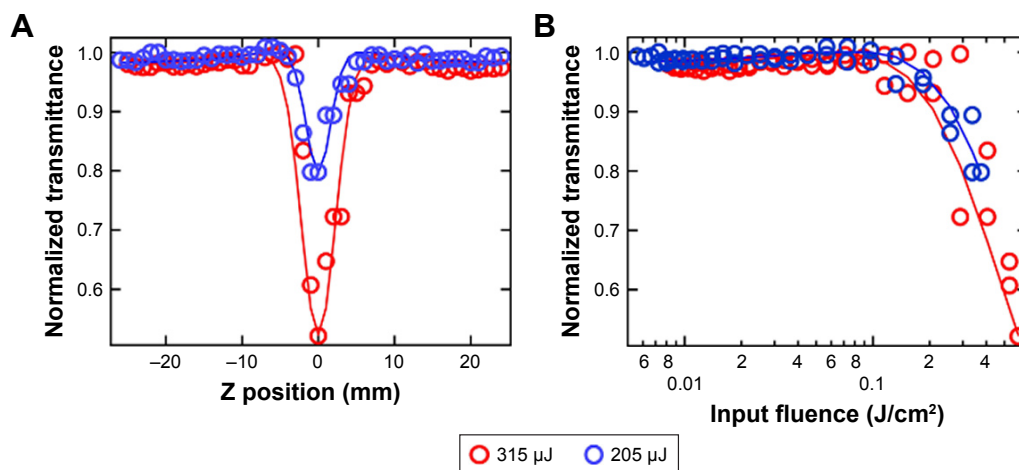 A
B
Normalized transmittance
1.0
0.9
0.8
0.7
0.6
–20
–10
0
10
20
Z position (mm)
Normalized transmittance
1.0
0.9
0.8
0.7
0.6
6 8 2 4 6 8 2 4
0.01 0.1
Input fluence (J/cm²)
315 µJ 205 µJ